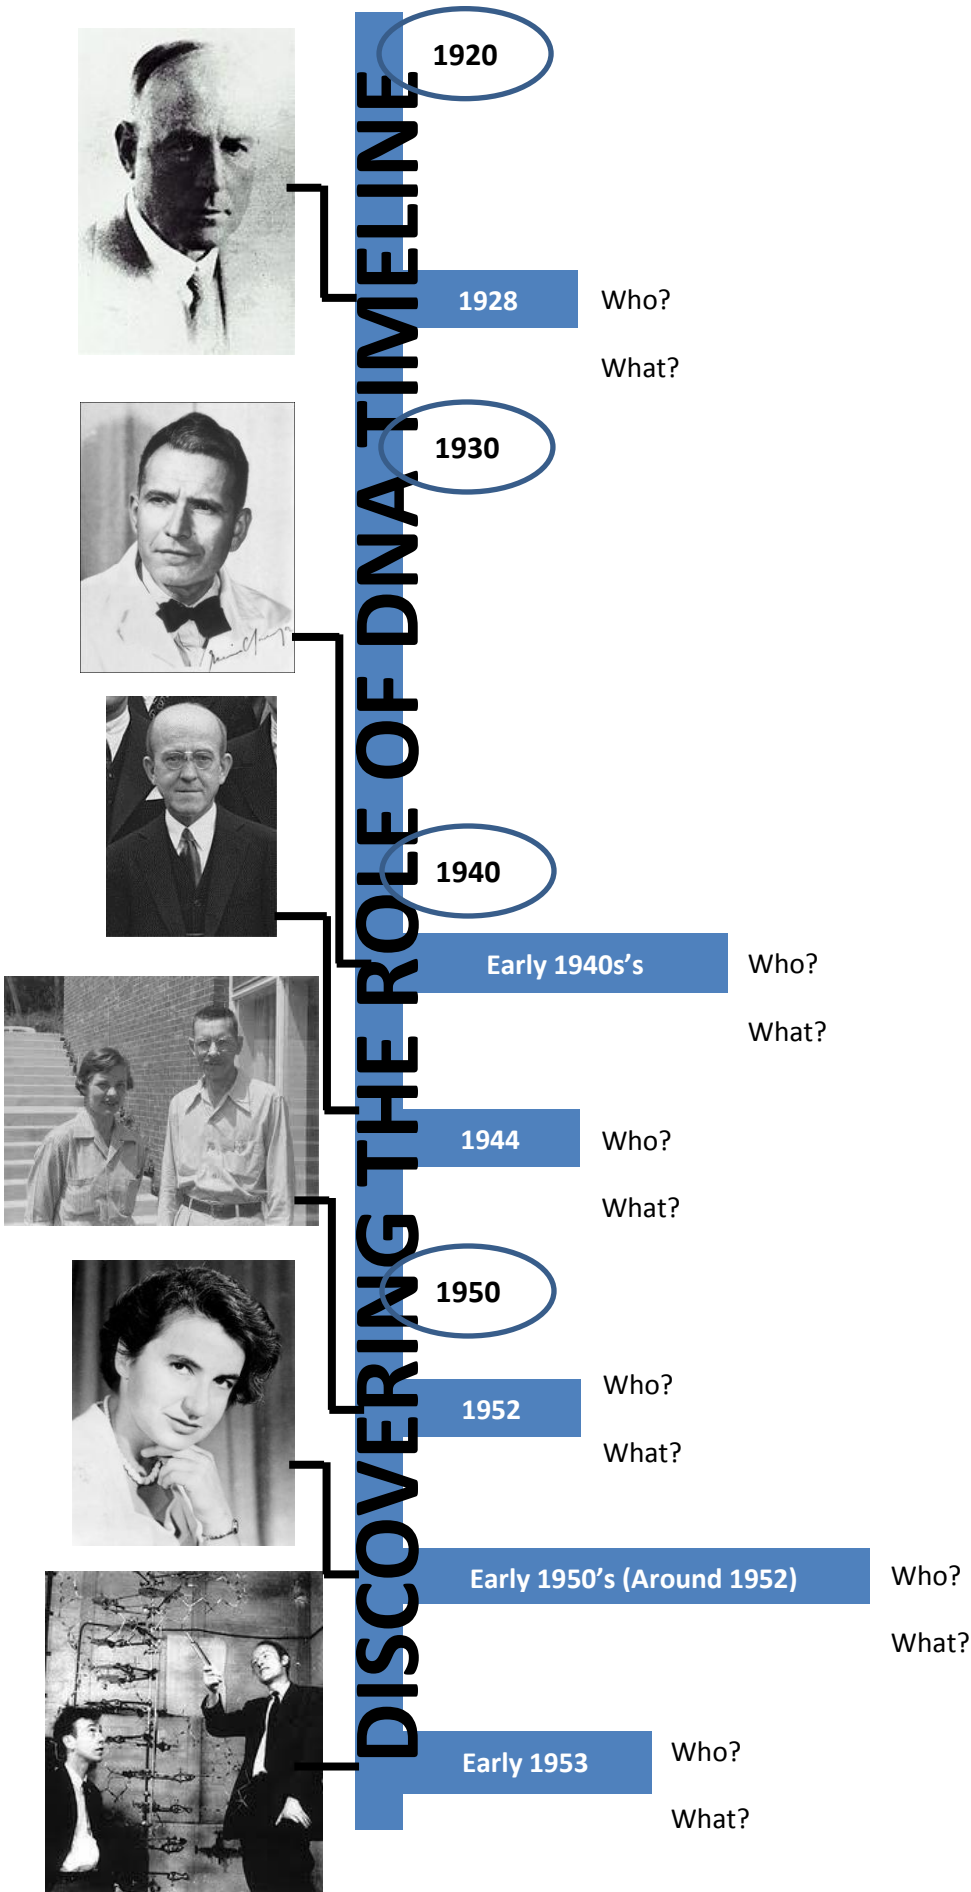 DISCOVERING THE ROLE OF DNA TIMELINE
1920
1928
Who?
What?
1930
1940
Early 1940s's
Who?
What?
1944
Who?
What?
1950
1952
Who?
What?
Early 1950's (Around 1952)
Who?
What?
Early 1953
Who?
What?